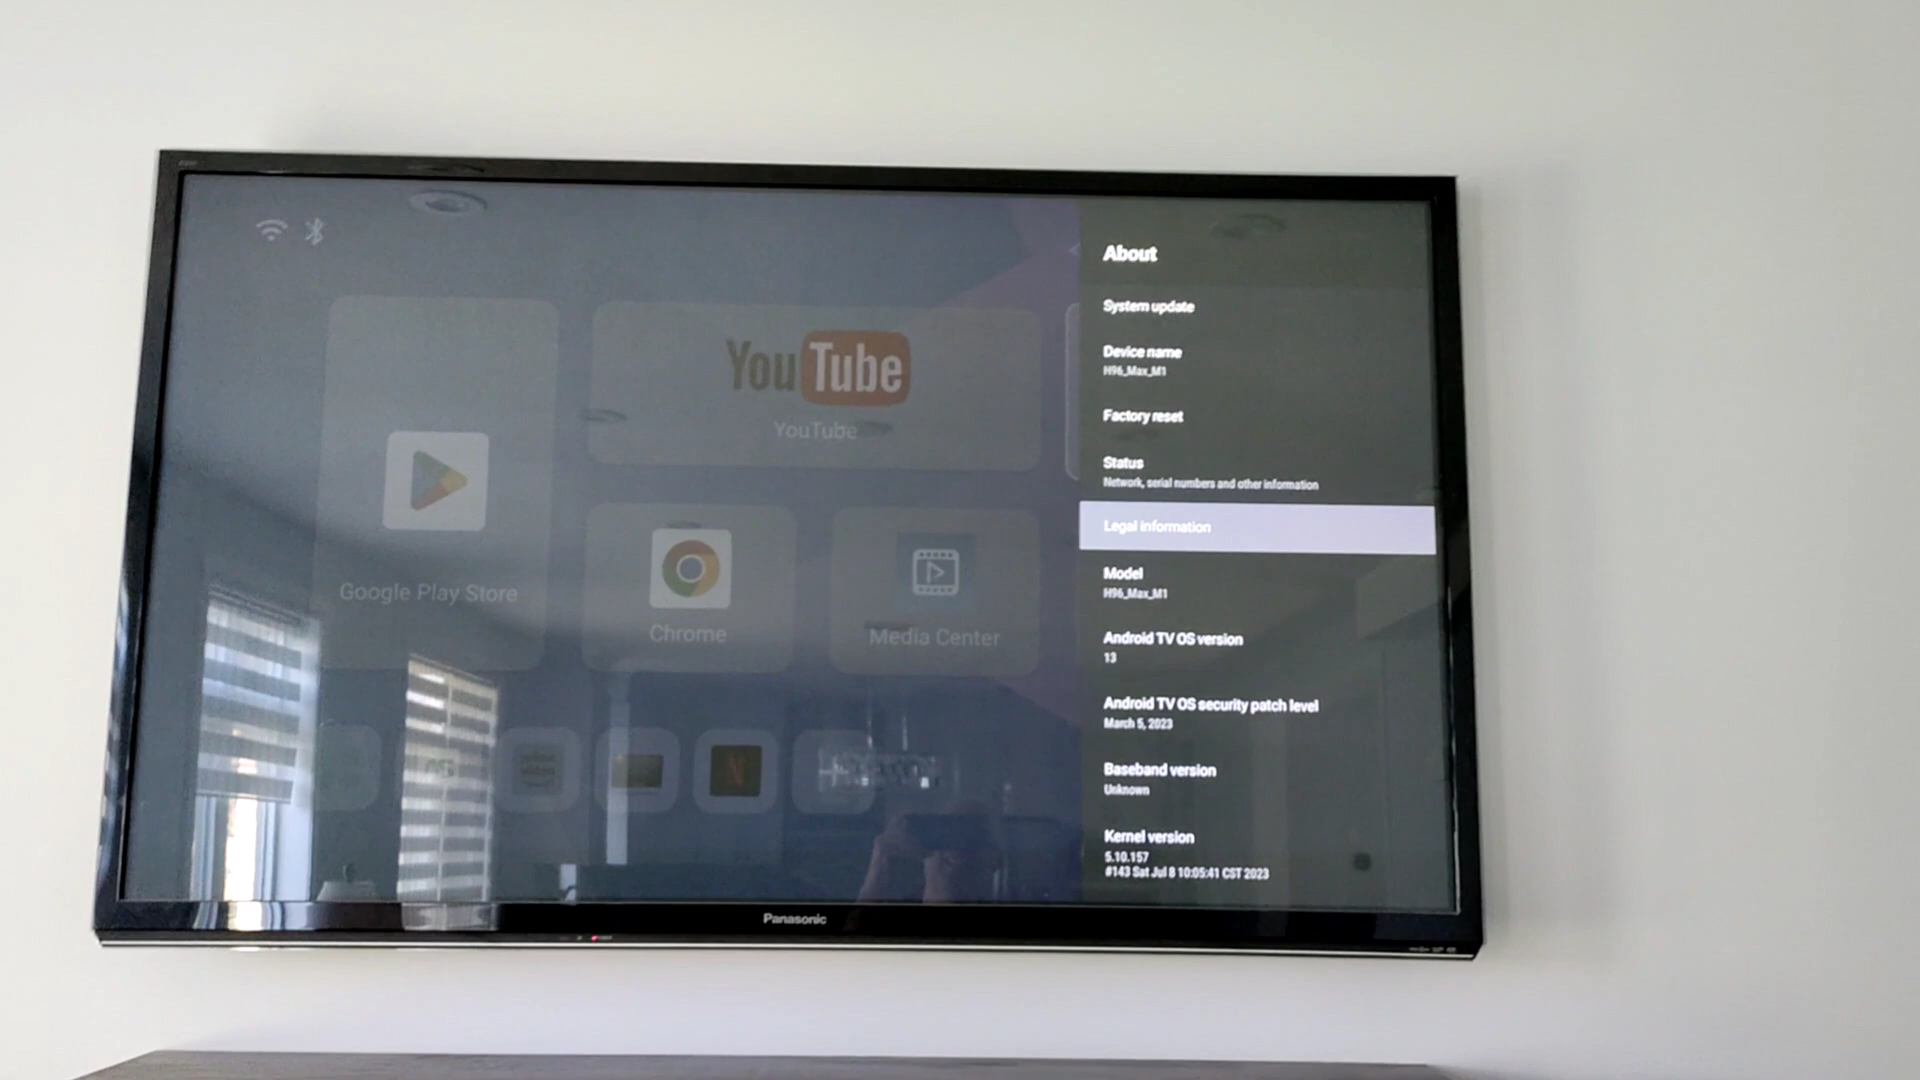 About
System update
Device name
H96_Max_M1
Factory reset
Status
Network, serial numbers and other information
Legal information
Model
H96_Max_M1
Android TV OS version
13
Android TV OS security patch level
March 5, 2023
Baseband version
Unknown
Kernel version
5.10.157
#143 Sat Jul 8 10:05:41 CST 2023
YouTube
YouTube
Google Play Store
Chrome
Media Center
prime video
Panasonic